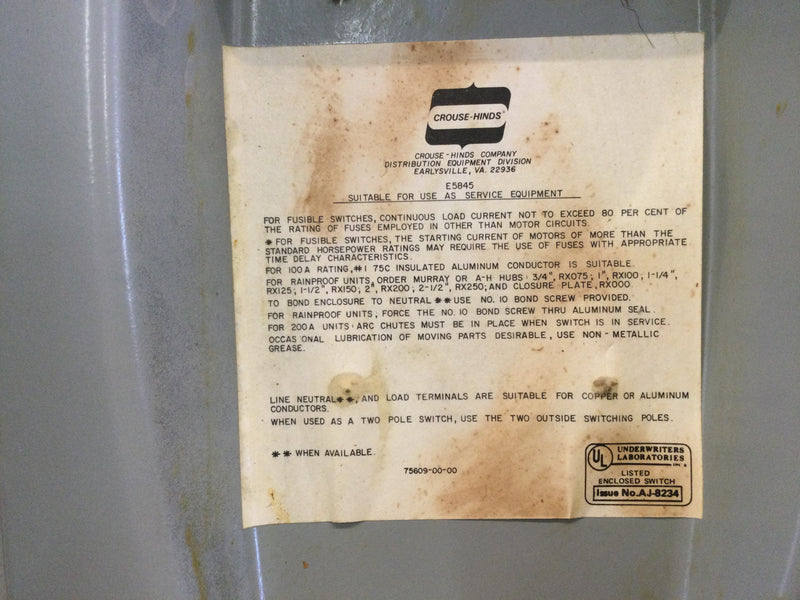 CROUSE-HINDS
CROUSE-HINDS COMPANY
DISTRIBUTION EQUIPMENT DIVISION
EARLYSVILLE, VA. 22936
E5845
SUITABLE FOR USE AS SERVICE EQUIPMENT
FOR FUSIBLE SWITCHES, CONTINUOUS LOAD CURRENT NOT TO EXCEED 80 PER CENT OF
THE RATING OF FUSES EMPLOYED IN OTHER THAN MOTOR CIRCUITS.
* FOR FUSIBLE SWITCHES, THE STARTING CURRENT OF MOTORS OF MORE THAN THE
STANDARD HORSEPOWER RATINGS MAY REQUIRE THE USE OF FUSES WITH APPROPRIATE
TIME DELAY CHARACTERISTICS.
FOR 100A RATING, #1 75C INSULATED ALUMINUM CONDUCTOR IS SUITABLE.
FOR RAINPROOF UNITS, ORDER MURRAY OR A-H HUBS: 3/4", RX075; 1", RX100, 1-1/4",
RX125; 1-1/2", RX150; 2", RX200; 2-1/2", RX250; AND CLOSURE PLATE, RX000.
TO BOND ENCLOSURE TO NEUTRAL ** USE NO. 10 BOND SCREW PROVIDED.
FOR RAINPROOF UNITS, FORCE THE NO. 10 BOND SCREW THRU ALUMINUM SEAL.
FOR 200A UNITS: ARC CHUTES MUST BE IN PLACE WHEN SWITCH IS IN SERVICE.
OCCAS ONAL LUBRICATION OF MOVING PARTS DESIRABLE, USE NON-METALLIC
GREASE.
LINE NEUTRAL**, AND LOAD TERMINALS ARE SUITABLE FOR COPPER OR ALUMINUM
CONDUCTORS.
WHEN USED AS A TWO POLE SWITCH, USE THE TWO OUTSIDE SWITCHING POLES.
** WHEN AVAILABLE.
75609-00-00
UL
UNDERWRITERS
LABORATORIES
INC.
LISTED
ENCLOSED SWITCH
Issue No. AJ-8234